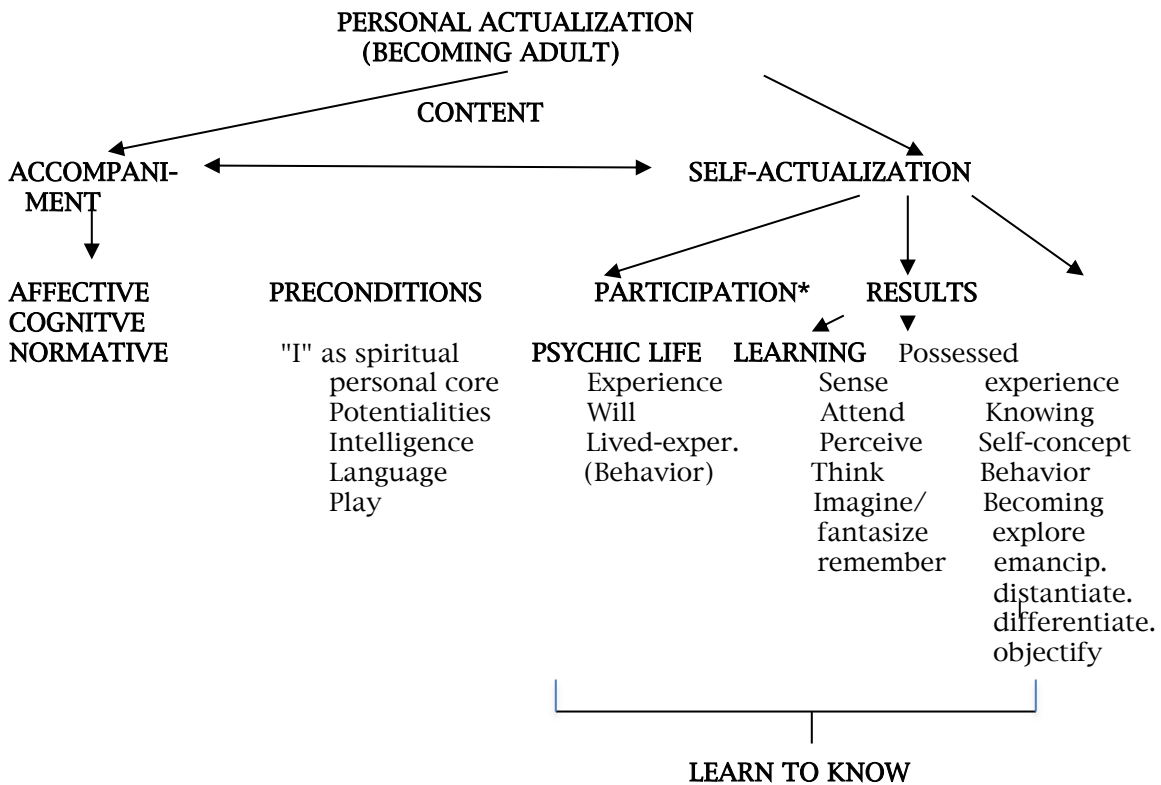 PERSONAL ACTUALIZATION
(BECOMING ADULT)
CONTENT
ACCOMPANI-
MENT
SELF-ACTUALIZATION
AFFECTIVE
COGNITVE
NORMATIVE
PRECONDITIONS
"I" as spiritual
personal core
Potentialities
Intelligence
Language
Play
PARTICIPATION*
PSYCHIC LIFE
Experience
Will
Lived-exper.
(Behavior)
LEARNING
Sense
Attend
Perceive
Think
Imagine/
fantasize
remember
RESULTS
Possessed
experience
Knowing
Self-concept
Behavior
Becoming
explore
emancip.
distantiate.
differentiate.
objectify
LEARN TO KNOW